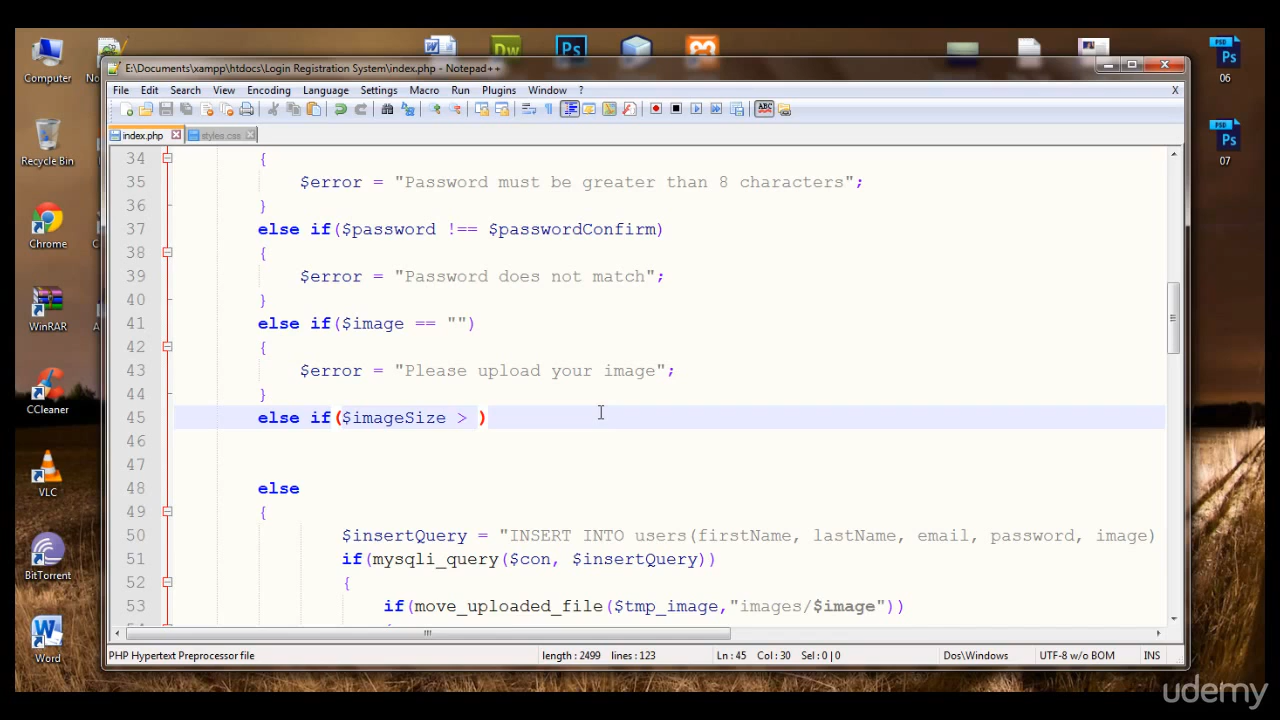 06
07
Computer
Recycle Bin
Chrome
WinRAR
CCleaner
VLC
BitTorrent
Word
E:\Documents\xampp\htdocs\Login Registration System\index.php - Notepad++
File Edit Search View Encoding Language Settings Macro Run Plugins Window ? X
index.php styles.css
34 {
35 $error = "Password must be greater than 8 characters";
36 }
37 else if($password !== $passwordConfirm)
38 {
39 $error = "Password does not match";
40 }
41 else if($image == "")
42 {
43 $error = "Please upload your image";
44 }
45 else if($imageSize > )
46
47
48 else
49 {
50 $insertQuery = "INSERT INTO users(firstName, lastName, email, password, image)
51 if(mysqli_query($con, $insertQuery))
52 {
53 if(move_uploaded_file($tmp_image,"images/$image"))
PHP Hypertext Preprocessor file length : 2499 lines : 123 Ln : 45 Col : 30 Sel : 0 | 0 Dos\Windows UTF-8 w/o BOM INS
udemy